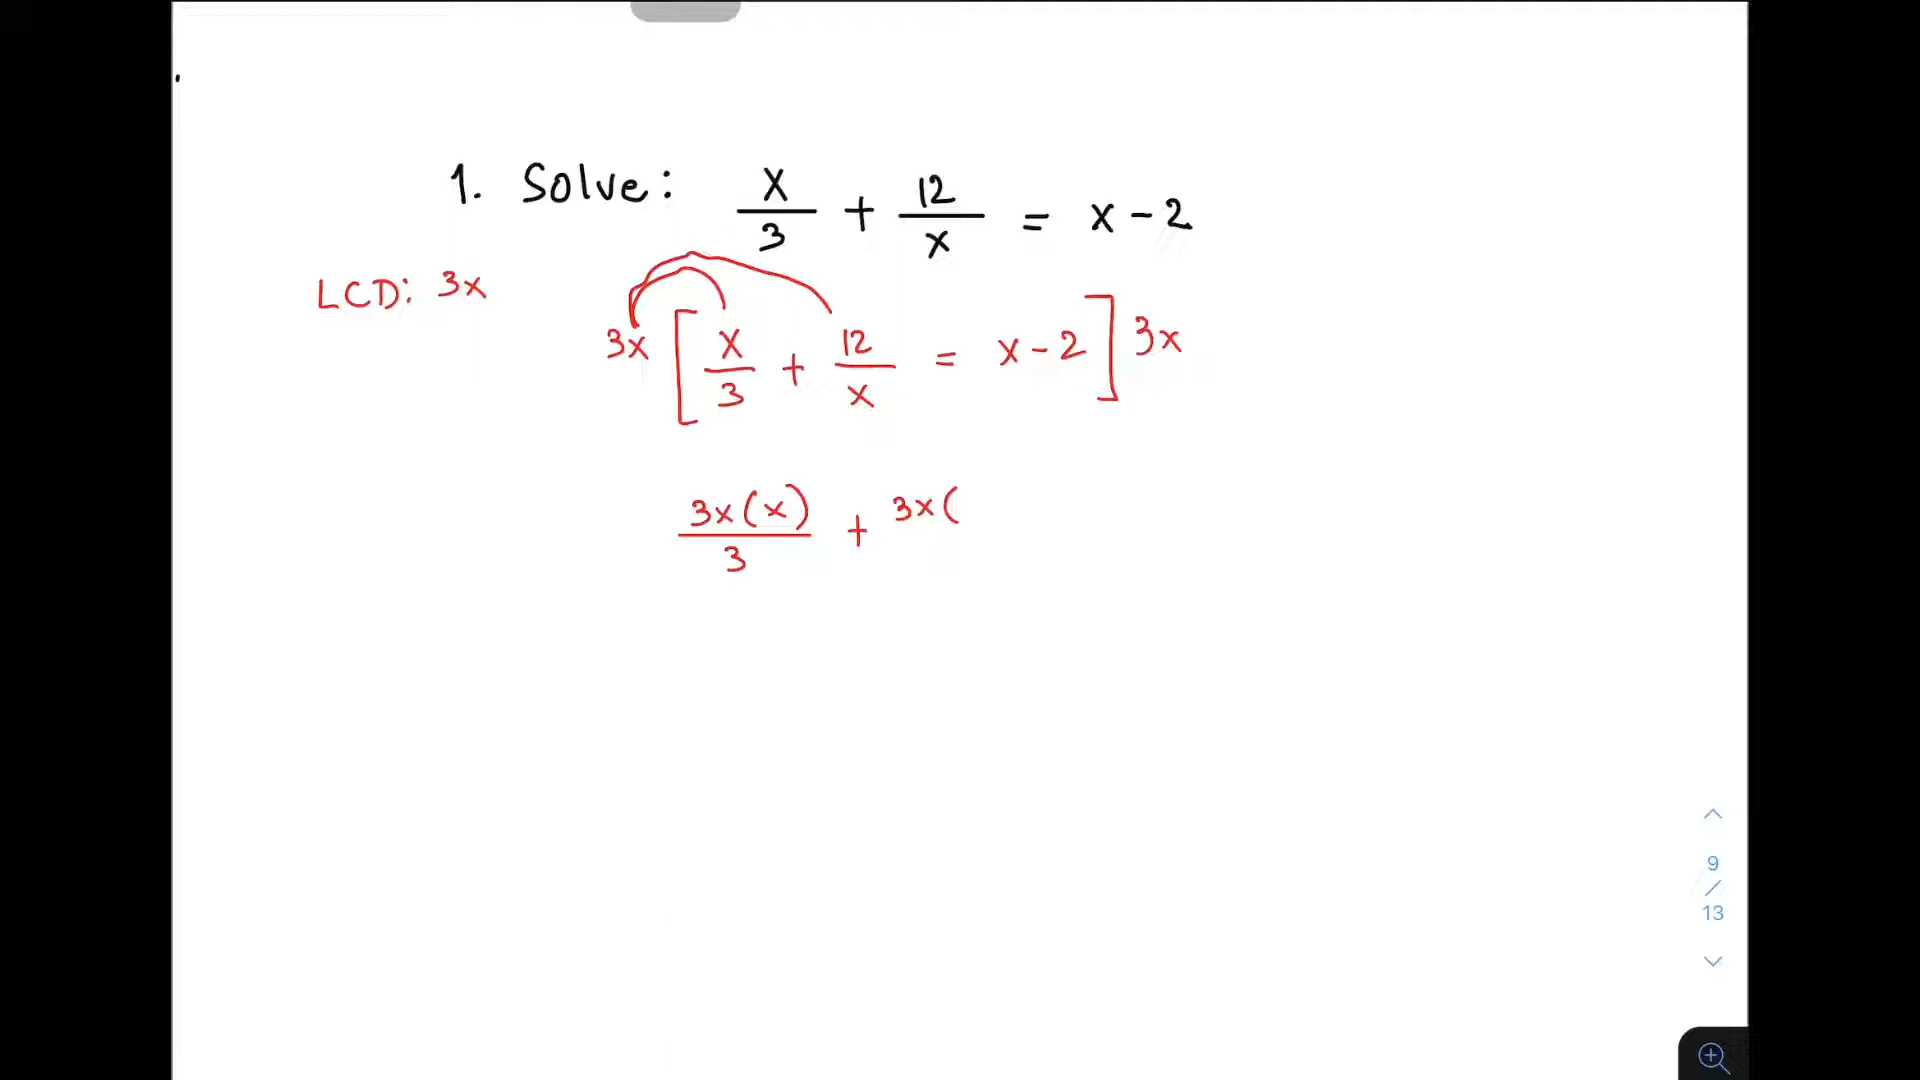 1. Solve: x/3 + 12/x = x - 2
LCD: 3x
3x [ x/3 + 12/x = x - 2 ] 3x
3x(x)/3 + 3x(
9
/
13